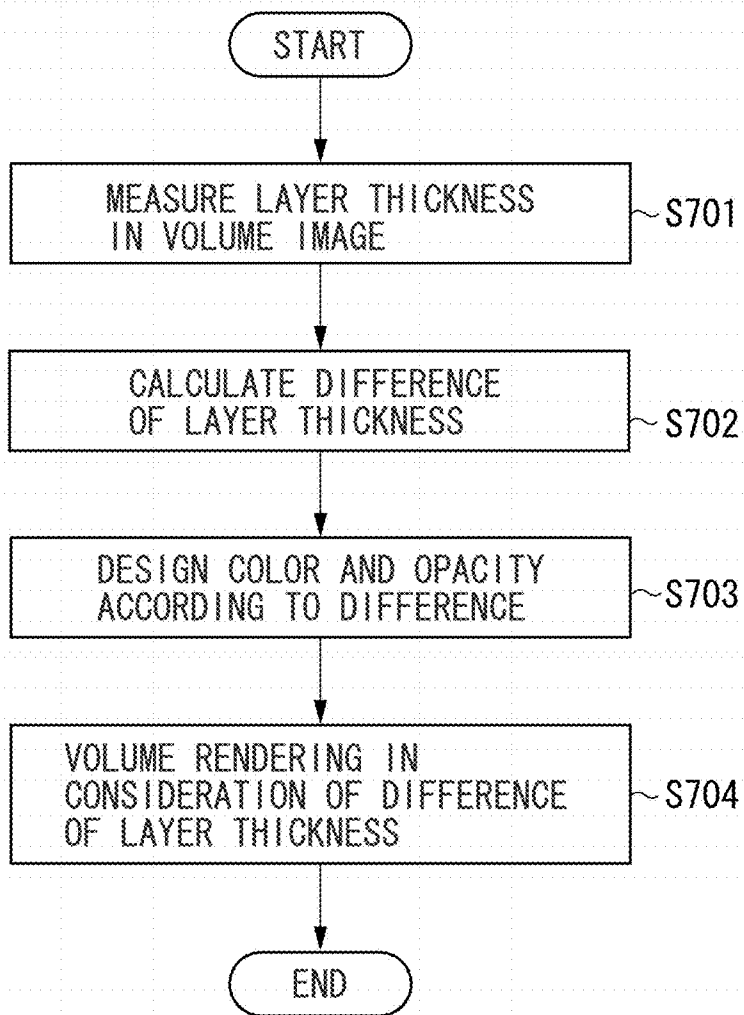 START
MEASURE LAYER THICKNESS
IN VOLUME IMAGE
S701
CALCULATE DIFFERENCE
OF LAYER THICKNESS
S702
DESIGN COLOR AND OPACITY
ACCORDING TO DIFFERENCE
S703
VOLUME RENDERING IN
CONSIDERATION OF DIFFERENCE
OF LAYER THICKNESS
S704
END